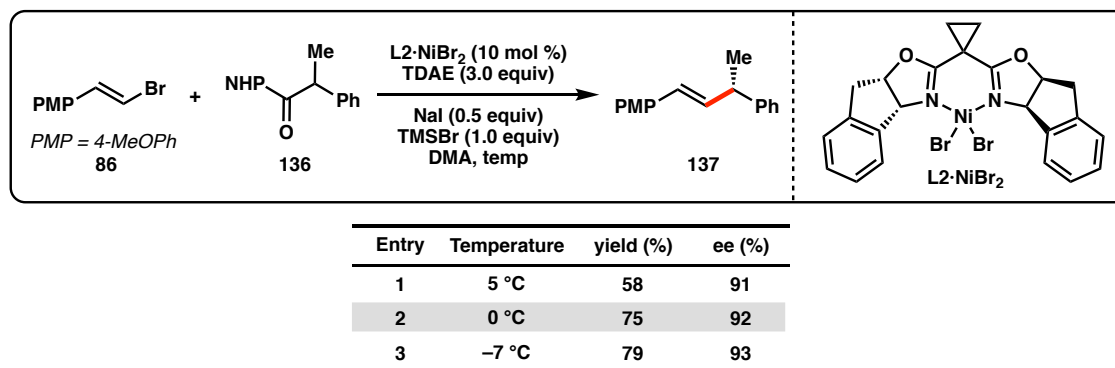 PMP
Br
PMP = 4-MeOPh
86
+
NHP
O
Me
Ph
136
L2·NiBr₂ (10 mol %)
TDAE (3.0 equiv)
NaI (0.5 equiv)
TMSBr (1.0 equiv)
DMA, temp
PMP
Me
Ph
137
O
O
N
N
Ni
Br
Br
L2·NiBr₂
Entry Temperature yield (%) ee (%)
1 5 °C 58 91
2 0 °C 75 92
3 –7 °C 79 93